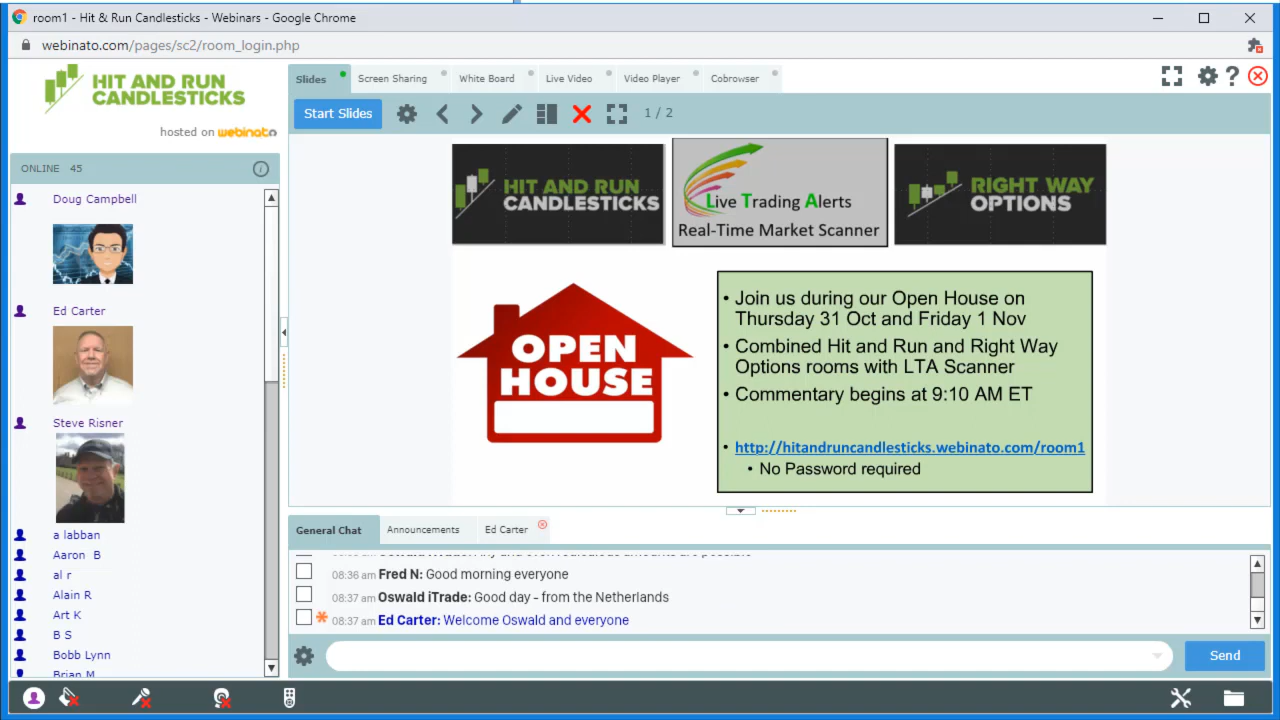 room1 - Hit & Run Candlesticks - Webinars - Google Chrome
webinato.com/pages/sc2/room_login.php
HIT AND RUN
CANDLESTICKS
hosted on webinato
ONLINE 45
Doug Campbell
Ed Carter
Steve Risner
a labban
Aaron B
al r
Alain R
Art K
B S
Bobb Lynn
Brian M
Slides
Screen Sharing
White Board
Live Video
Video Player
Cobrowser
Start Slides
1 / 2
HIT AND RUN
CANDLESTICKS
Live Trading Alerts
Real-Time Market Scanner
RIGHT WAY
OPTIONS
OPEN
HOUSE
• Join us during our Open House on
Thursday 31 Oct and Friday 1 Nov
• Combined Hit and Run and Right Way
Options rooms with LTA Scanner
• Commentary begins at 9:10 AM ET
• http://hitandruncandlesticks.webinato.com/room1
• No Password required
General Chat
Announcements
Ed Carter
08:36 am Fred N: Good morning everyone
08:37 am Oswald iTrade: Good day - from the Netherlands
08:37 am Ed Carter: Welcome Oswald and everyone
Send